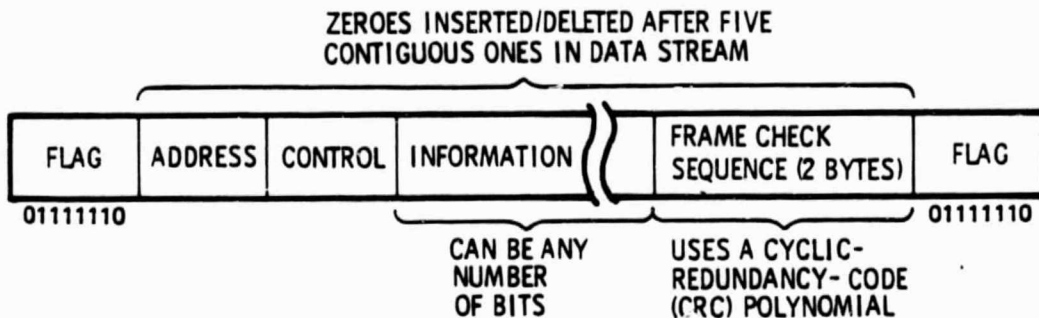 ZEROES INSERTED/DELETED AFTER FIVE
CONTIGUOUS ONES IN DATA STREAM
FLAG
ADDRESS
CONTROL
INFORMATION
FRAME CHECK
SEQUENCE (2 BYTES)
FLAG
01111110
01111110
CAN BE ANY
NUMBER
OF BITS
USES A CYCLIC-
REDUNDANCY-CODE
(CRC) POLYNOMIAL